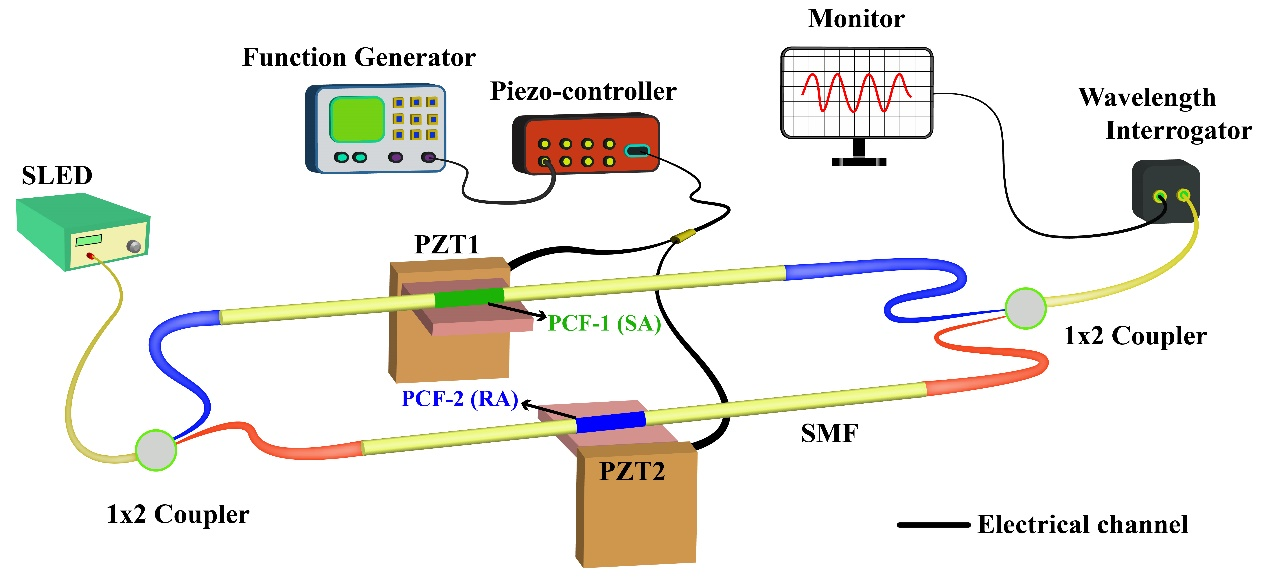 Monitor
Function Generator
Piezo-controller
Wavelength
Interrogator
SLED
PZT1
PCF-1 (SA)
1x2 Coupler
PCF-2 (RA)
SMF
PZT2
1x2 Coupler
Electrical channel